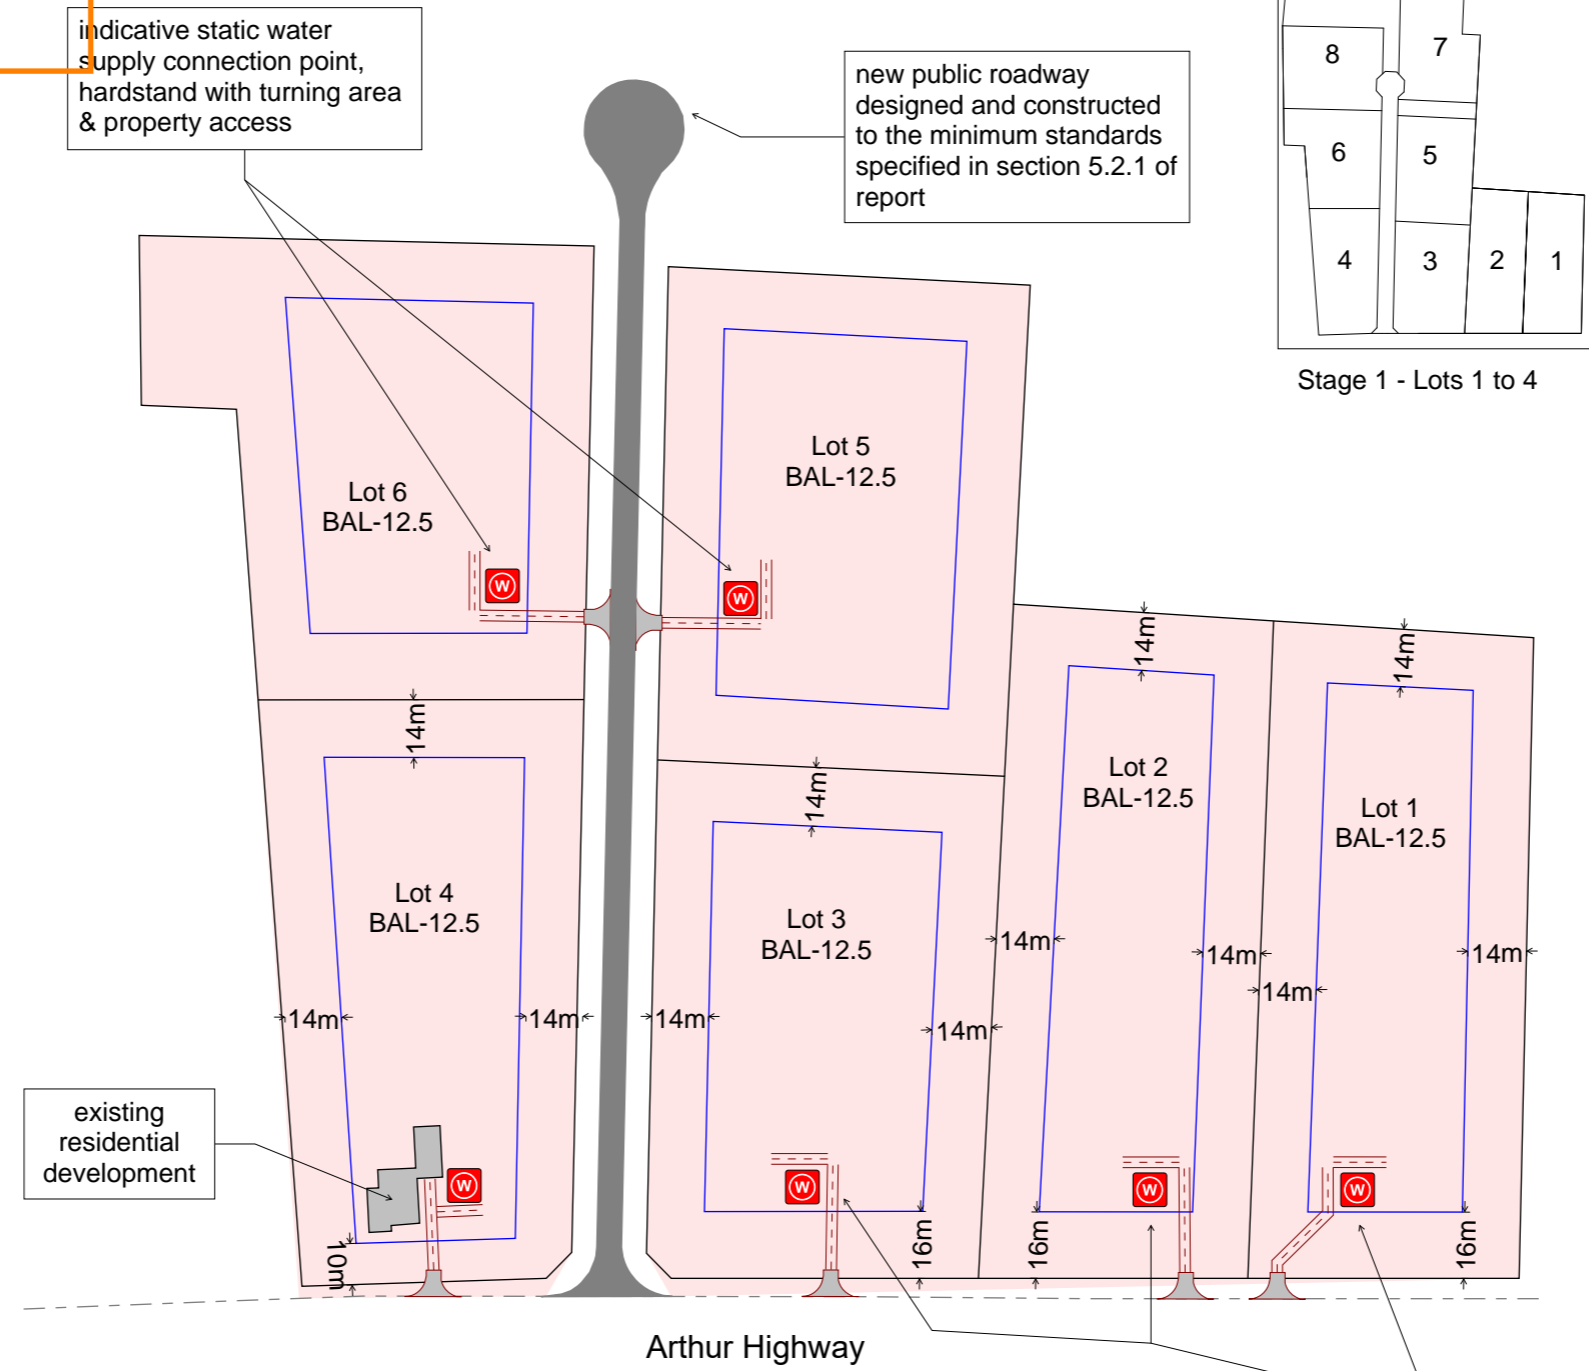 indicative static water
supply connection point,
hardstand with turning area
& property access
new public roadway
designed and constructed
to the minimum standards
specified in section 5.2.1 of
report
8
7
6
5
4
3
2
1
Stage 1 - Lots 1 to 4
Lot 5
BAL-12.5
Lot 6
BAL-12.5
W
W
14m
14m
14m
14m
Lot 2
BAL-12.5
Lot 1
BAL-12.5
Lot 4
BAL-12.5
Lot 3
BAL-12.5
14m
14m
14m
14m
14m
14m
14m
14m
existing
residential
development
W
W
W
W
10m
16m
16m
16m
Arthur Highway